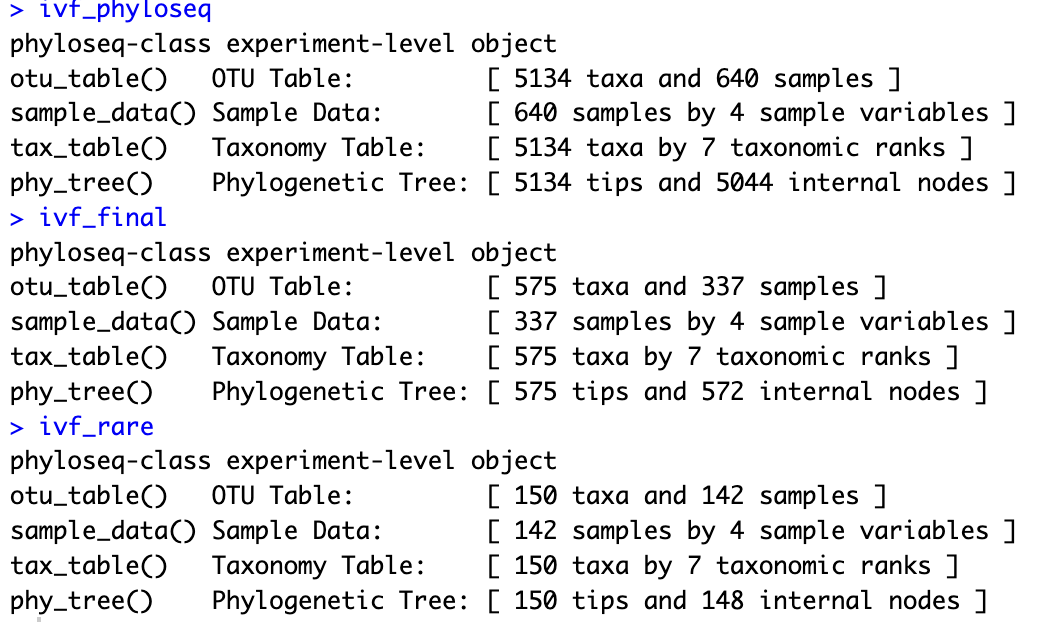 > ivf_phyloseq
phyloseq-class experiment-level object
otu_table()   OTU Table:         [ 5134 taxa and 640 samples ]
sample_data() Sample Data:       [ 640 samples by 4 sample variables ]
tax_table()   Taxonomy Table:    [ 5134 taxa by 7 taxonomic ranks ]
phy_tree()    Phylogenetic Tree: [ 5134 tips and 5044 internal nodes ]
> ivf_final
phyloseq-class experiment-level object
otu_table()   OTU Table:         [ 575 taxa and 337 samples ]
sample_data() Sample Data:       [ 337 samples by 4 sample variables ]
tax_table()   Taxonomy Table:    [ 575 taxa by 7 taxonomic ranks ]
phy_tree()    Phylogenetic Tree: [ 575 tips and 572 internal nodes ]
> ivf_rare
phyloseq-class experiment-level object
otu_table()   OTU Table:         [ 150 taxa and 142 samples ]
sample_data() Sample Data:       [ 142 samples by 4 sample variables ]
tax_table()   Taxonomy Table:    [ 150 taxa by 7 taxonomic ranks ]
phy_tree()    Phylogenetic Tree: [ 150 tips and 148 internal nodes ]